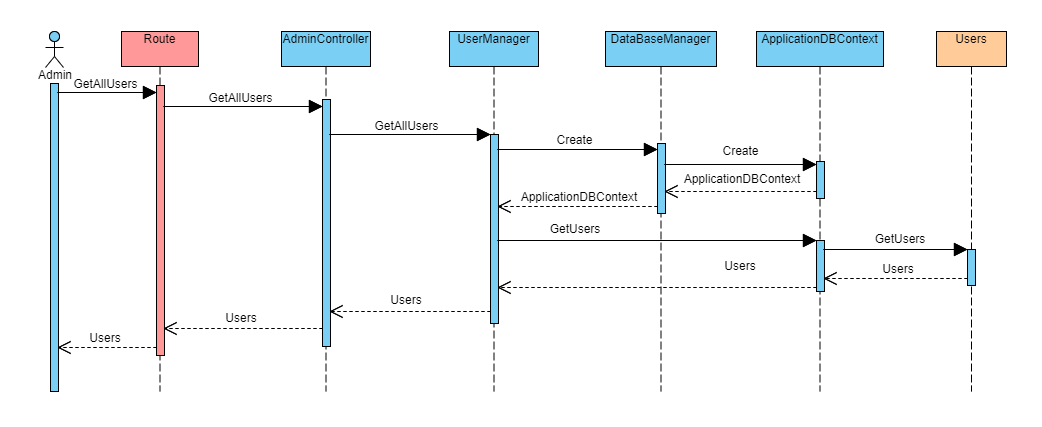 Route
AdminController
UserManager
DataBaseManager
ApplicationDBContext
Users
Admin
GetAllUsers
GetAllUsers
GetAllUsers
Create
Create
ApplicationDBContext
ApplicationDBContext
GetUsers
GetUsers
Users
Users
Users
Users
Users